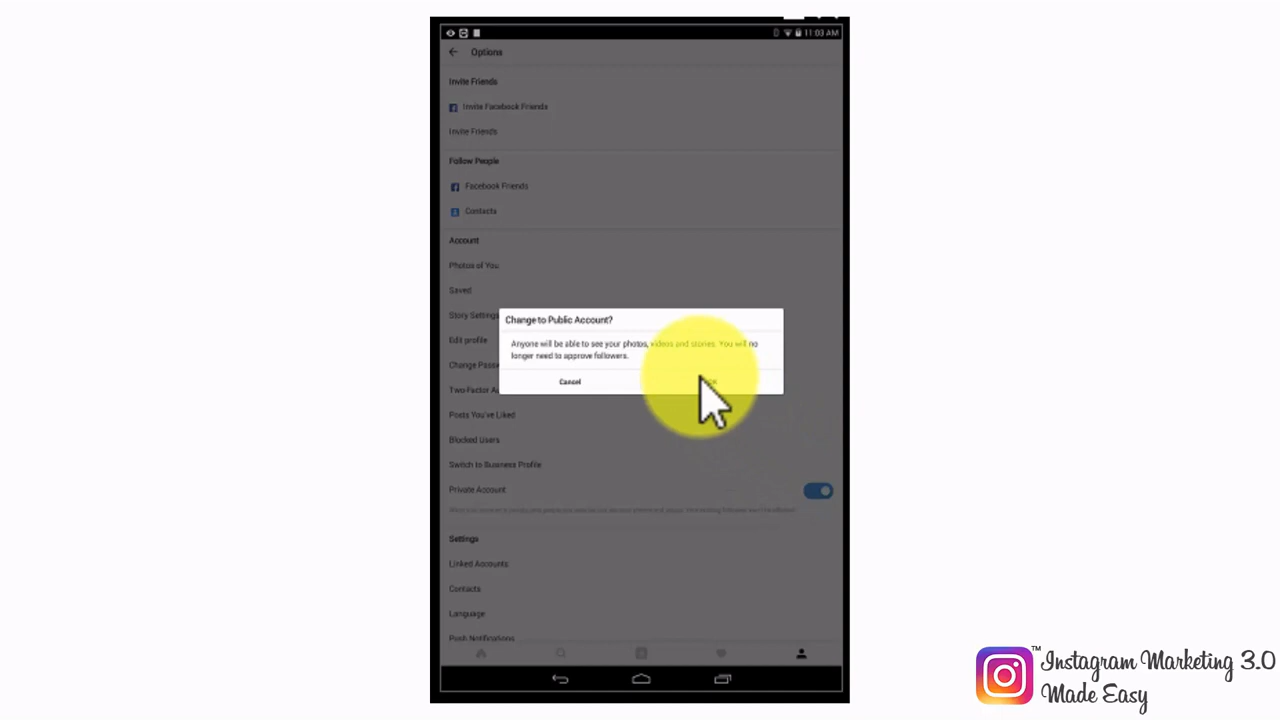 11:03 AM
Options
Invite Friends
Invite Facebook Friends
Invite Friends
Follow People
Facebook Friends
Contacts
Account
Photos of You
Saved
Story Settings
Change to Public Account?
Anyone will be able to see your photos, videos and stories. You will no
longer need to approve followers.
Cancel
Edit profile
Change Pass
Two-Factor A
Posts You've Liked
Blocked Users
Switch to Business Profile
Private Account
Settings
Linked Accounts
Contacts
Language
Push Notifications
Instagram Marketing 3.0
Made Easy
TM